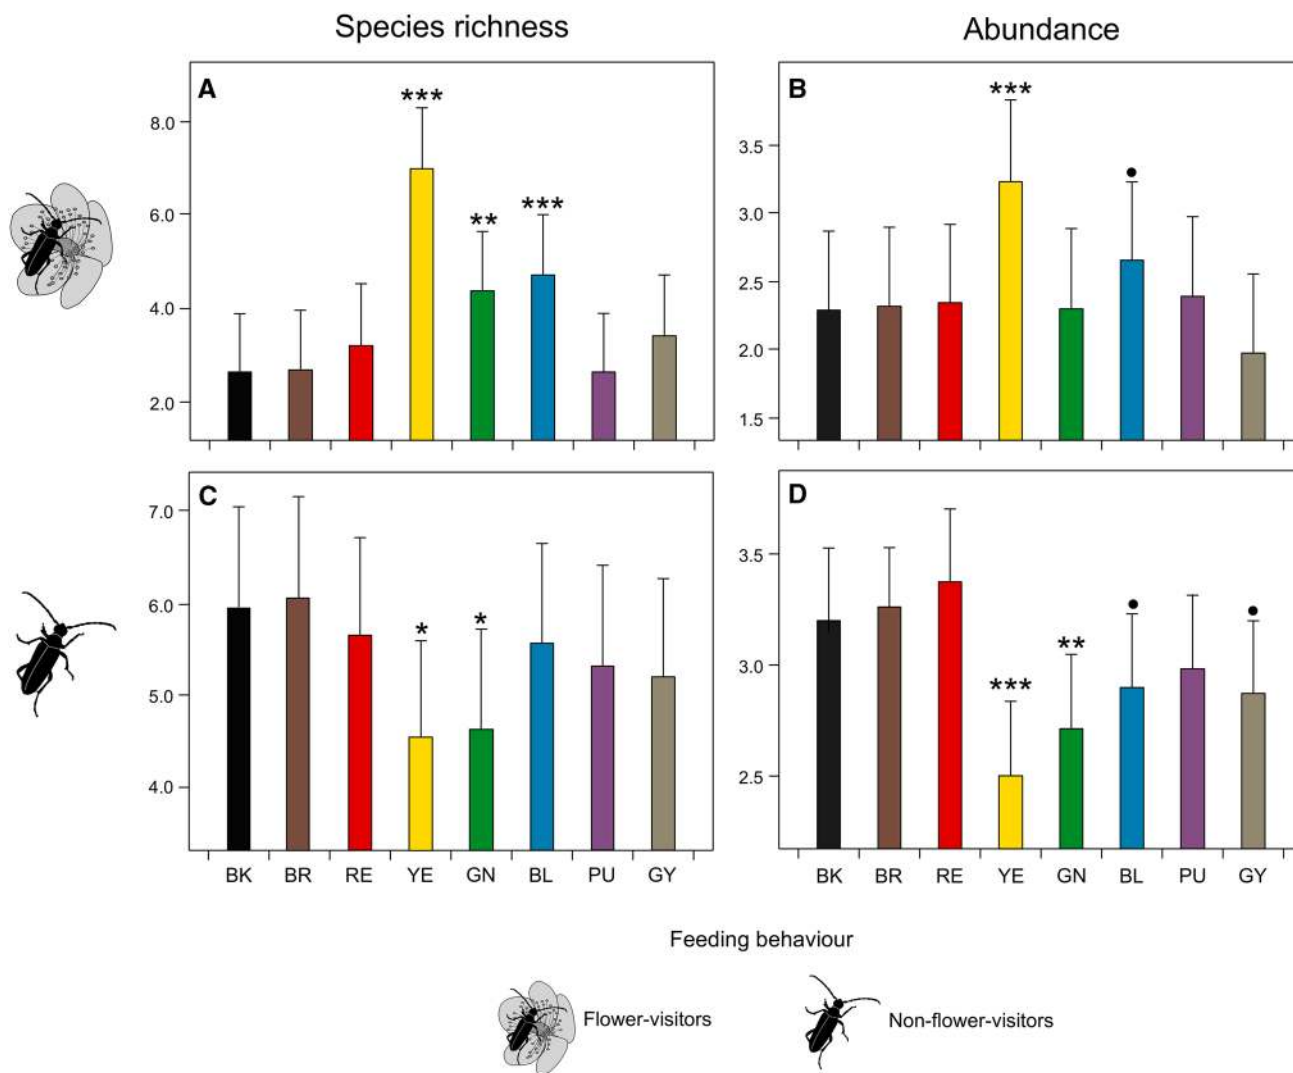 Species richness
Abundance
A
***
8.0
6.0
4.0
2.0
**
***
B
***
3.5
3.0
2.5
2.0
1.5
●
C
7.0
6.0
5.0
4.0
*
*
BK BR RE YE GN BL PU GY
D
3.5
3.0
2.5
***
**
●
●
BK BR RE YE GN BL PU GY
Feeding behaviour
Flower-visitors
Non-flower-visitors